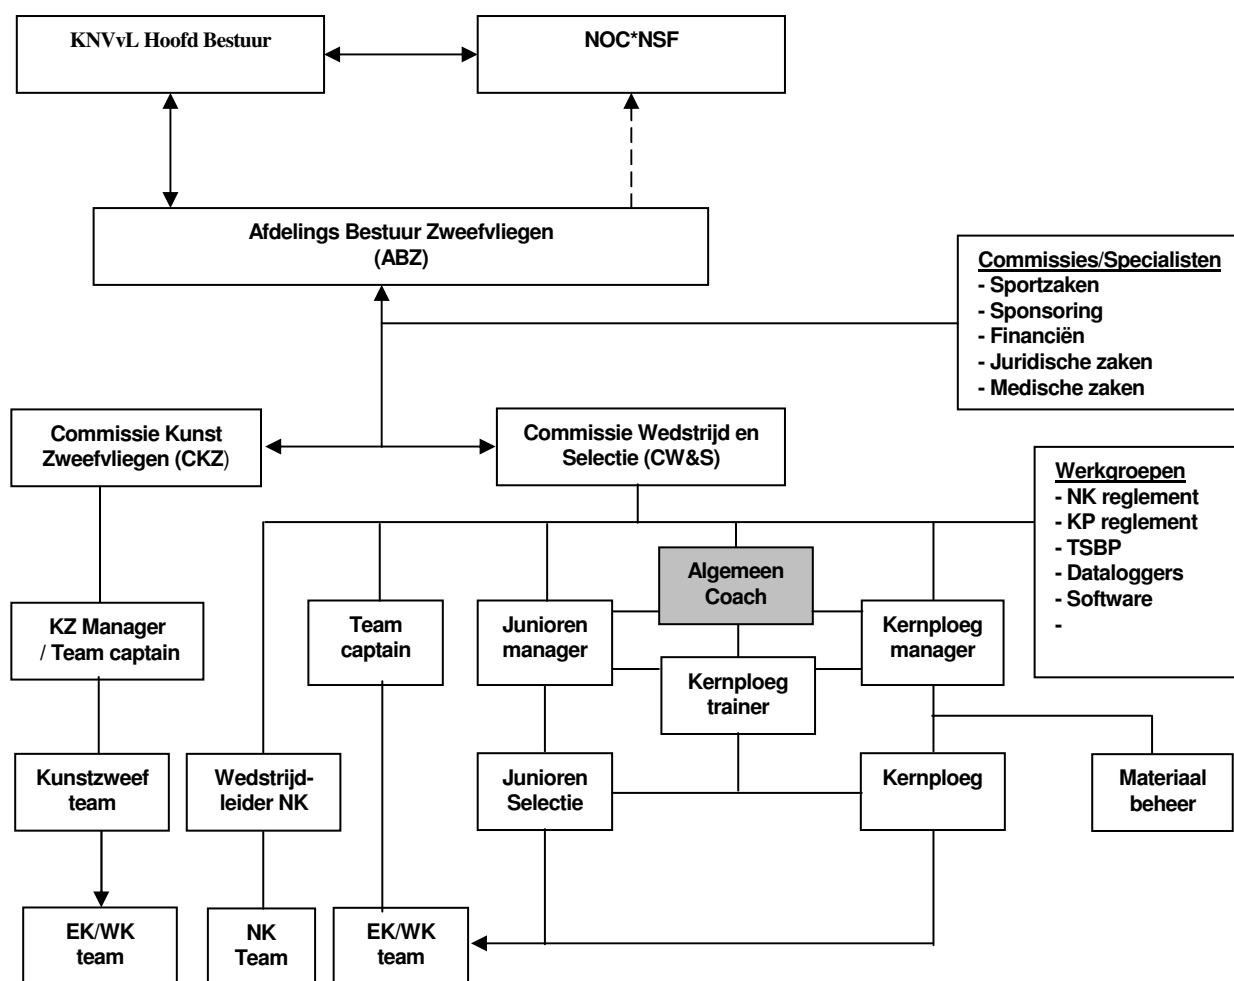 KNVvL Hoofd Bestuur
NOC*NSF
Afdelings Bestuur Zweefvliegen
(ABZ)
Commissies/Specialisten
- Sportzaken
- Sponsoring
- Financiën
- Juridische zaken
- Medische zaken
Commissie Kunst
Zweefvliegen (CKZ)
Commissie Wedstrijd en
Selectie (CW&S)
Werkgroepen
- NK reglement
- KP reglement
- TSBP
- Dataloggers
- Software
-
Algemeen
Coach
KZ Manager
/ Team captain
Team
captain
Junioren
manager
Kernploeg
manager
Kernploeg
trainer
Kunstzweef
team
Wedstrijd-
leider NK
Junioren
Selectie
Kernploeg
Materiaal
beheer
EK/WK
team
NK
Team
EK/WK
team